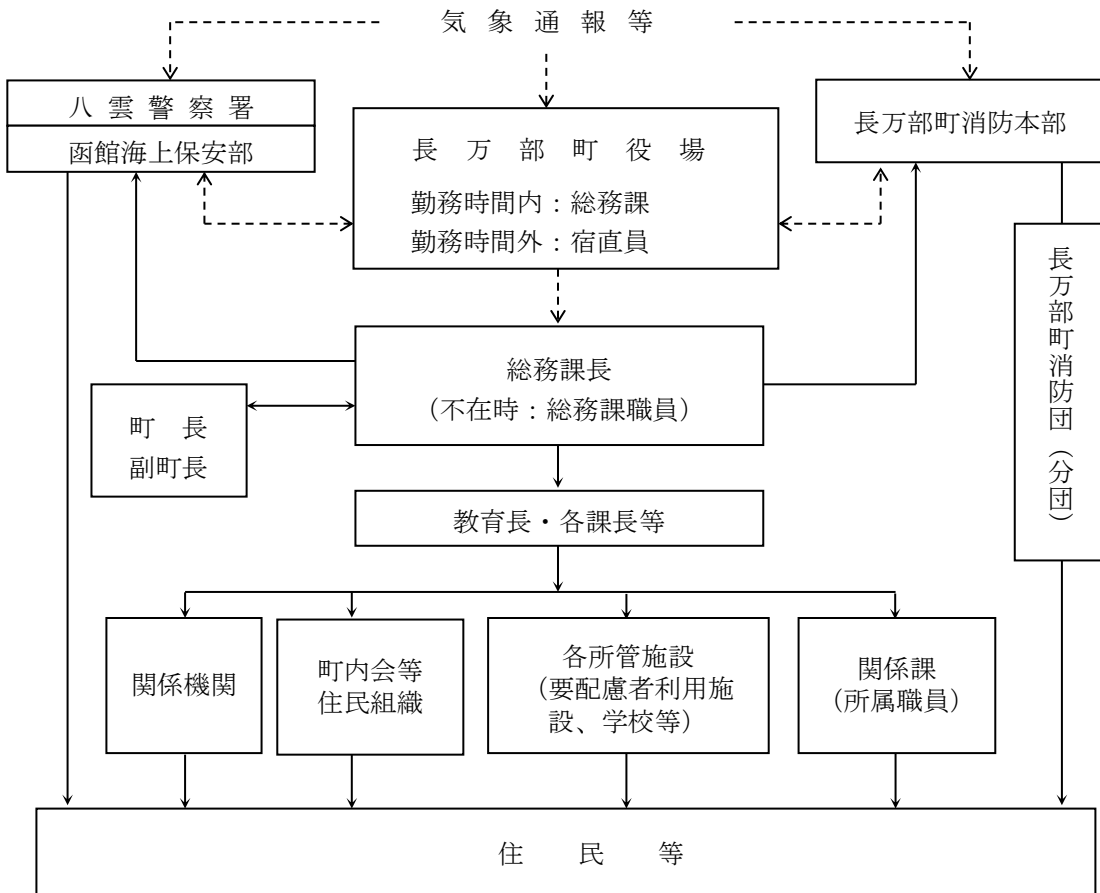 気象通報等
八雲警察署
函館海上保安部
長万部町役場
勤務時間内：総務課
勤務時間外：宿直員
長万部町消防本部
長万部町消防団（分団）
総務課長
（不在時：総務課職員）
町　長
副町長
教育長・各課長等
関係機関
町内会等
住民組織
各所管施設
（要配慮者利用施
設、学校等）
関係課
（所属職員）
住　民　等